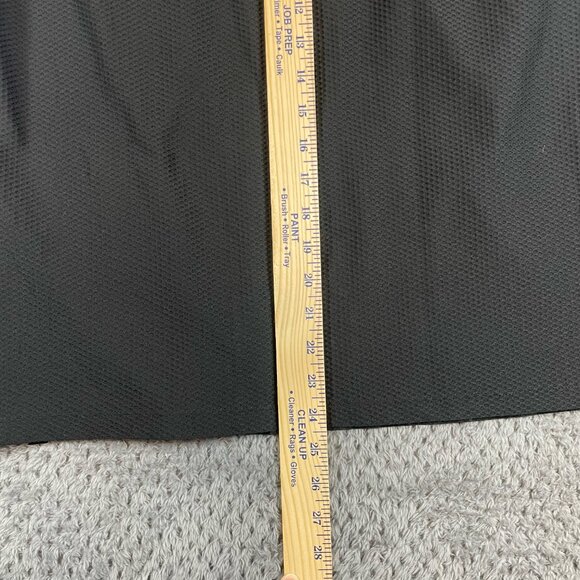 JOB PREP
• Tape • Caulk
PAINT
• Brush • Roller • Tray
CLEAN UP
• Cleaner • Rags • Gloves
12
13
14
15
16
17
18
19
20
21
22
23
24
25
26
27
28